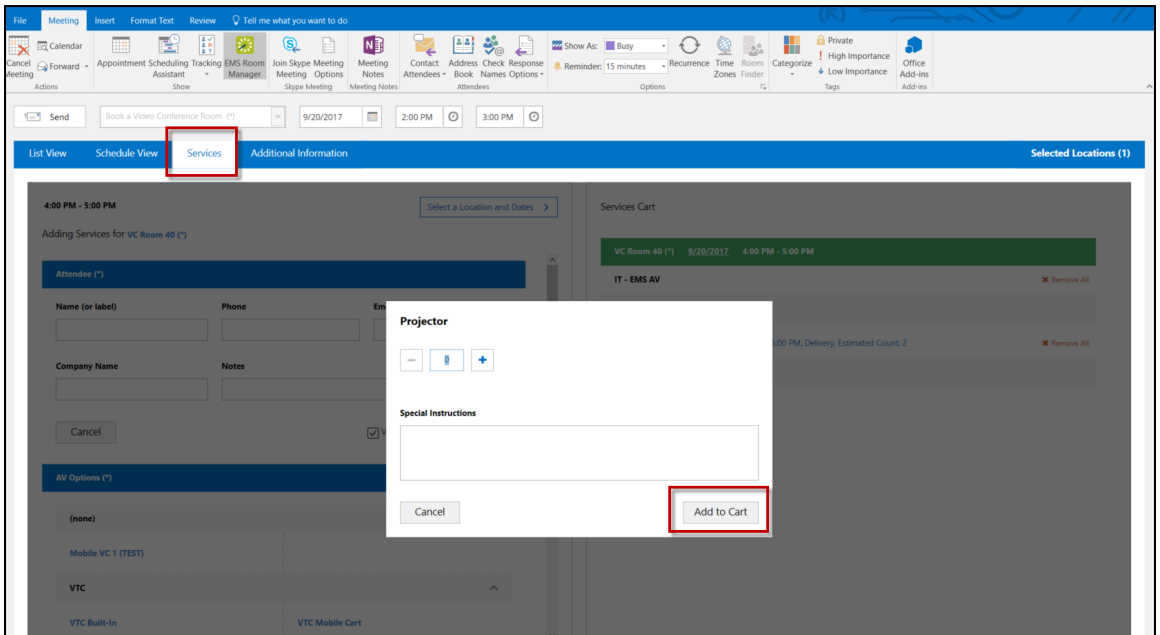 File Meeting Insert Format Text Review Tell me what you want to do
Cancel Meeting
Calendar
Forward
Actions
Appointment
Scheduling Assistant
Tracking
EMS Room Manager
Show
Join Skype Meeting
Meeting Options
Skype Meeting
Meeting Notes
Meeting Notes
Contact Attendees
Address Book
Check Names
Response Options
Attendees
Show As: Busy
Reminder: 15 minutes
Recurrence
Time Zones
Room Finder
Options
Categorize
Private
High Importance
Low Importance
Tags
Office Add-ins
Add-ins
Send Book a Video Conference Room (*) 9/20/2017 2:00 PM 3:00 PM
List View Schedule View Services Additional Information Selected Locations (1)
4:00 PM - 5:00 PM Select a Location and Dates
Adding Services for VC Room 40 (*)
Attendee (*)
Name (or label) Phone Em
Company Name Notes
Cancel
AV Options (*)
(none)
Mobile VC 1 (TEST)
VTC
VTC Built-In VTC Mobile Cart
Services Cart
VC Room 40 (*) 9/20/2017 4:00 PM - 5:00 PM
IT - EMS AV Remove All
:00 PM, Delivery, Estimated Count: 2 Remove All
Projector
0
Special Instructions
Cancel Add to Cart